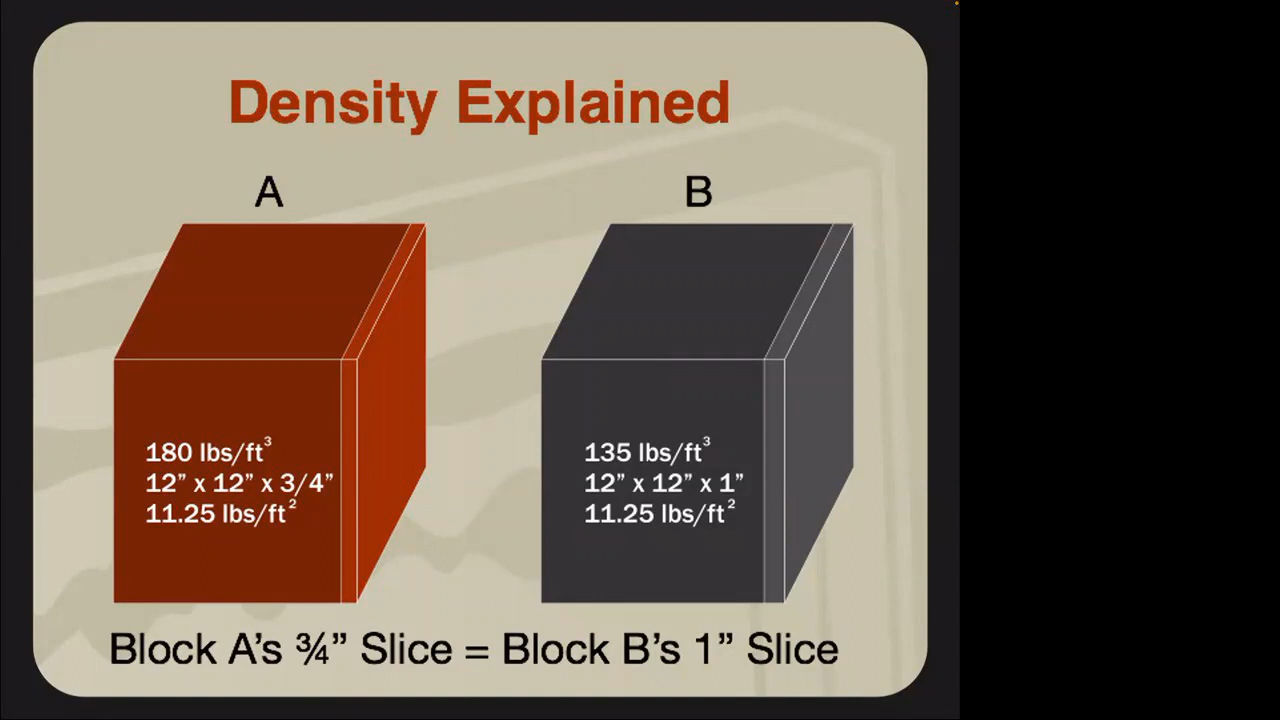 Density Explained
A
B
180 lbs/ft³
12” x 12” x 3/4”
11.25 lbs/ft²
135 lbs/ft³
12” x 12” x 1”
11.25 lbs/ft²
Block A’s ¾” Slice = Block B’s 1” Slice